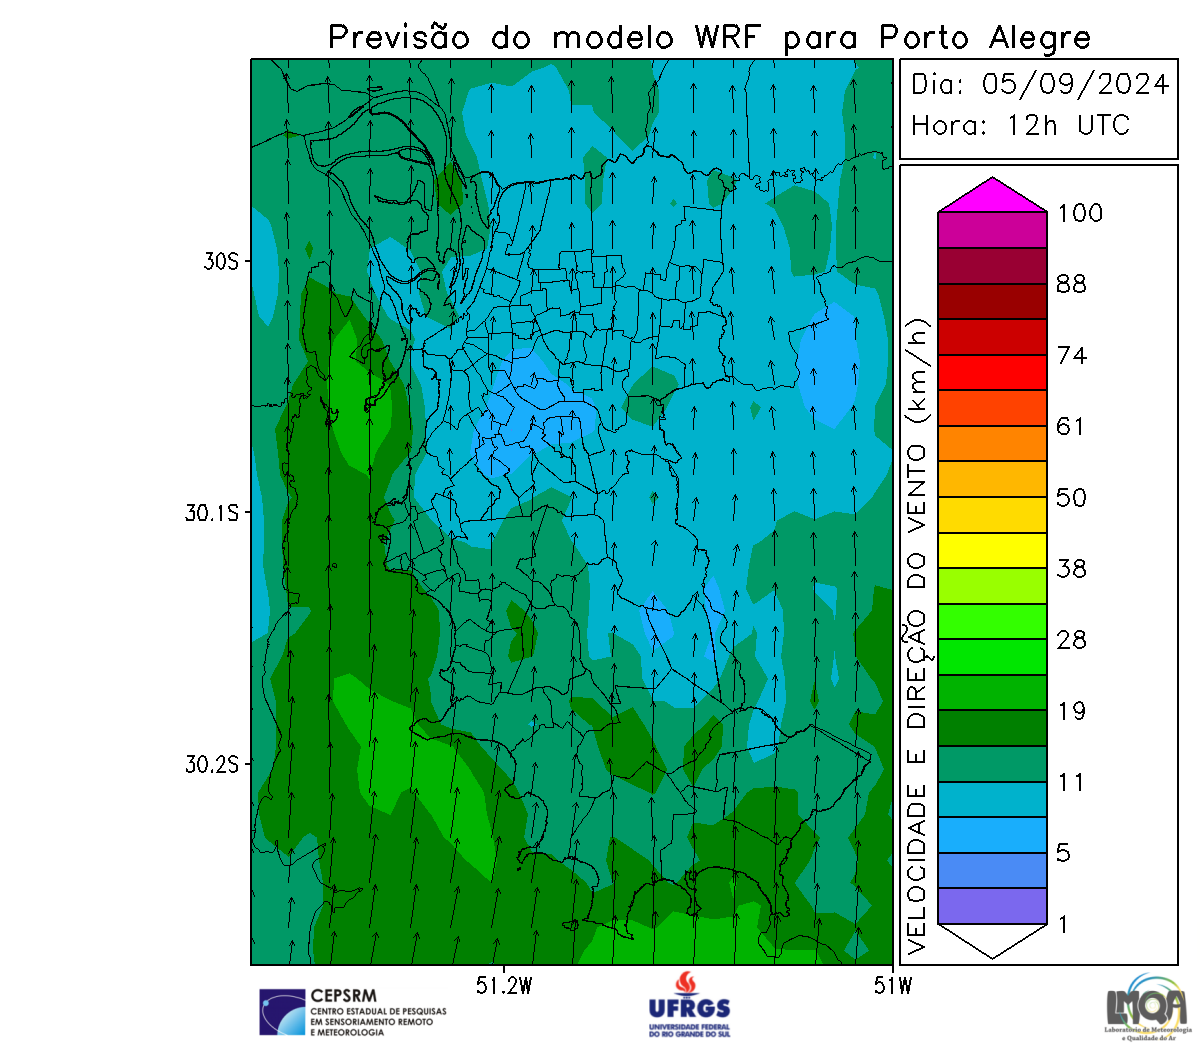 Previsão do modelo WRF para Porto Alegre
Dia: 05/09/2024
Hora: 12h UTC
30S
30.1S
30.2S
51.2W
51W
VELOCIDADE E DIREÇÃO DO VENTO (km/h)
100
88
74
61
50
38
28
19
11
5
1
CEPSRM
CENTRO ESTADUAL DE PESQUISAS
EM SENSORIAMENTO REMOTO
E METEOROLOGIA
UFRGS
UNIVERSIDADE FEDERAL
DO RIO GRANDE DO SUL
LMQA
Laboratório de Meteorologia
e Qualidade do Ar